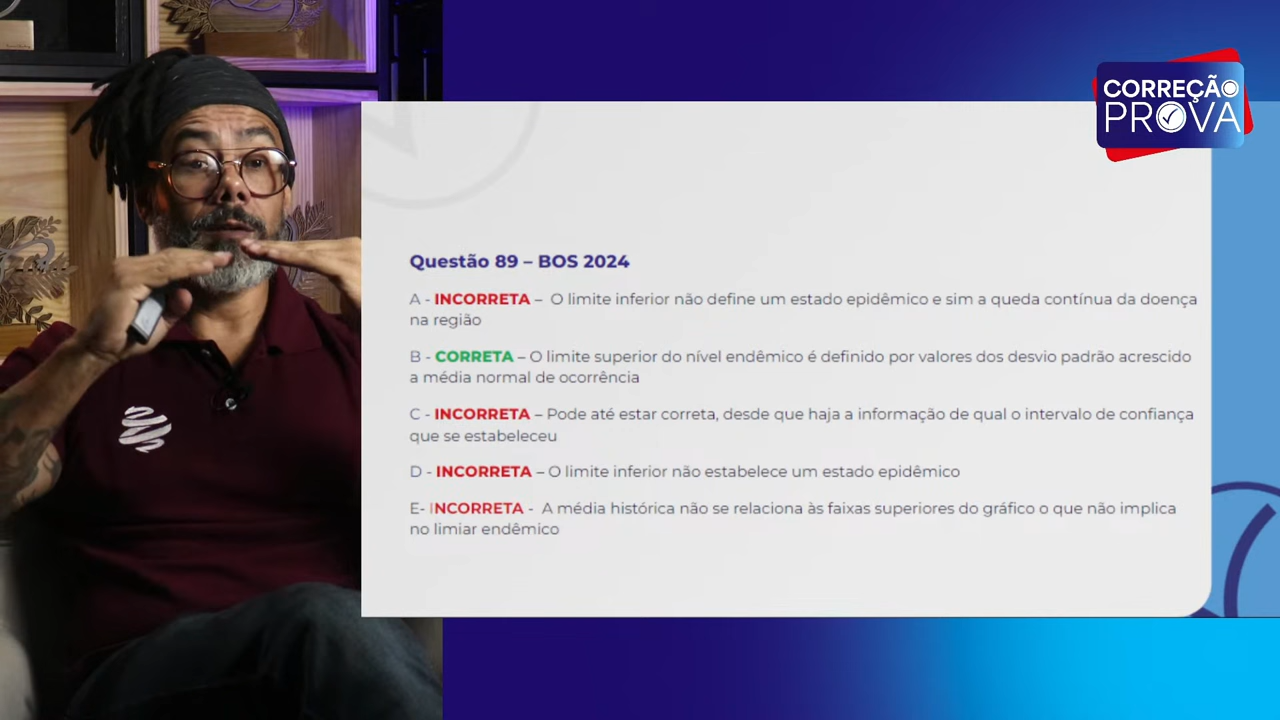 CORREÇÃO
PROVA
Questão 89 – BOS 2024
A - INCORRETA – O limite inferior não define um estado epidêmico e sim a queda contínua da doença
na região
B - CORRETA – O limite superior do nível endêmico é definido por valores dos desvio padrão acrescido
a média normal de ocorrência
C - INCORRETA – Pode até estar correta, desde que haja a informação de qual o intervalo de confiança
que se estabeleceu
D - INCORRETA – O limite inferior não estabelece um estado epidêmico
E- INCORRETA - A média histórica não se relaciona às faixas superiores do gráfico o que não implica
no limiar endêmico